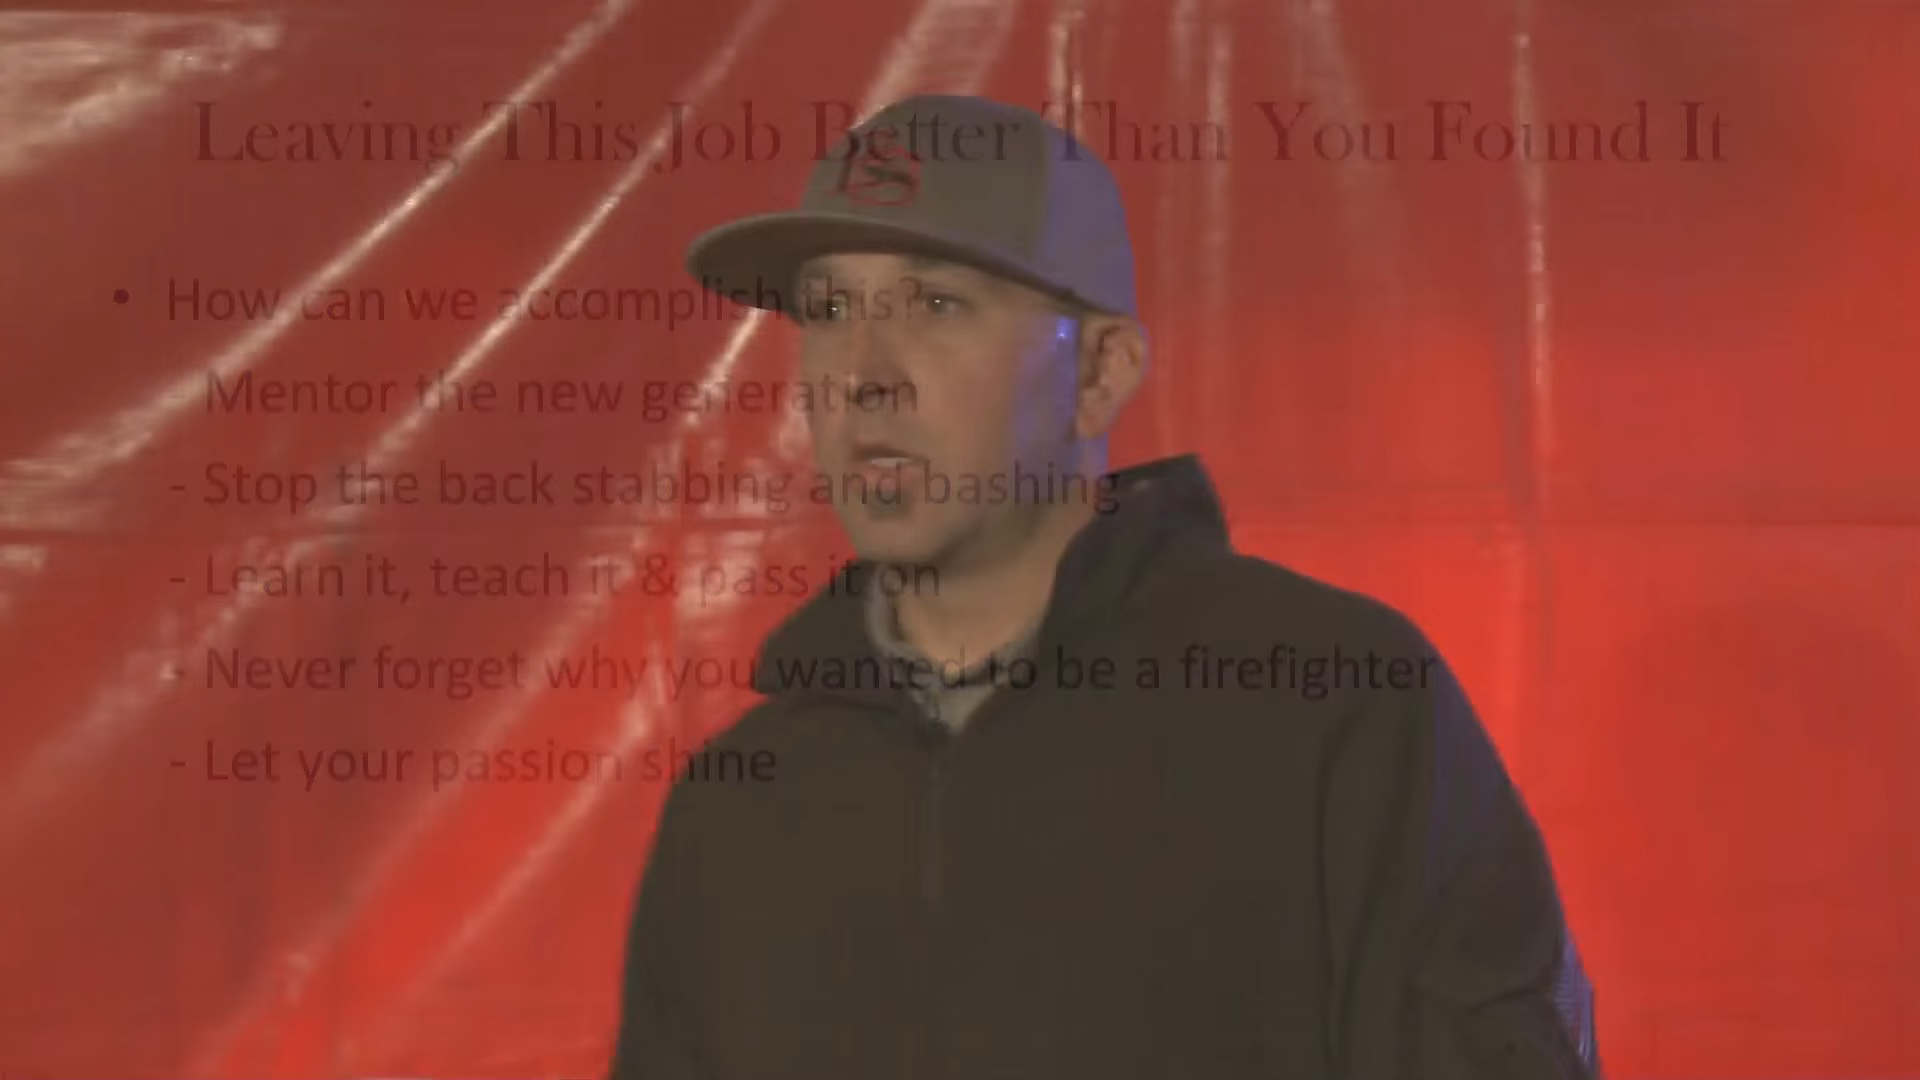 Leaving This Job Better Than You Found It
• How can we accomplish this?
- Mentor the new generation
- Stop the back stabbing and bashing
- Learn it, teach it & pass it on
- Never forget why you wanted to be a firefighter
- Let your passion shine